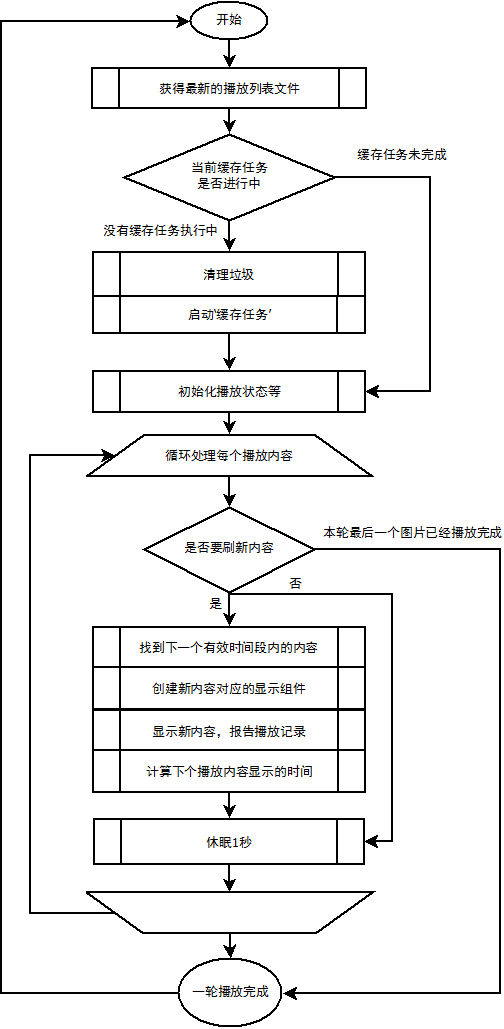 开始
获得最新的播放列表文件
当前缓存任务
是否进行中
缓存任务未完成
没有缓存任务执行中
清理垃圾
启动‘缓存任务’
初始化播放状态等
循环处理每个播放内容
是否要刷新内容
本轮最后一个图片已经播放完成
否
是
找到下一个有效时间段内的内容
创建新内容对应的显示组件
显示新内容，报告播放记录
计算下个播放内容显示的时间
休眠1秒
一轮播放完成